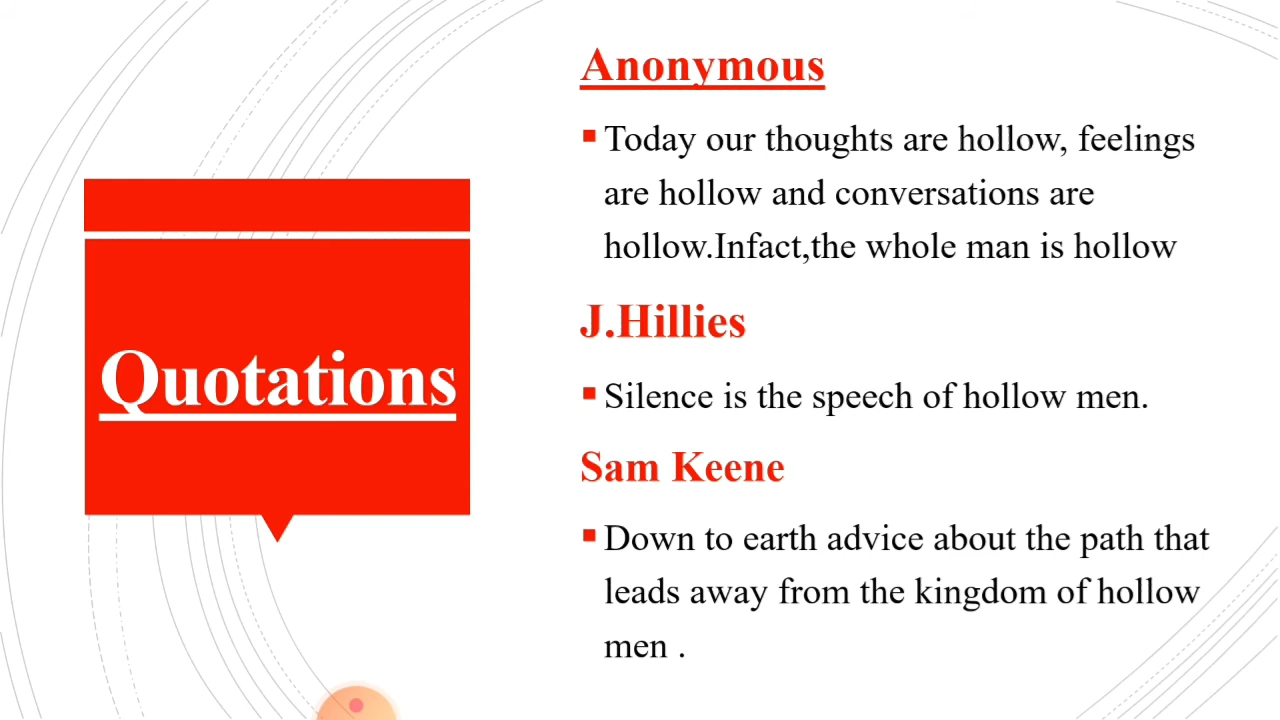 Quotations
Anonymous
Today our thoughts are hollow, feelings
are hollow and conversations are
hollow.Infact,the whole man is hollow
J.Hillies
Silence is the speech of hollow men.
Sam Keene
Down to earth advice about the path that
leads away from the kingdom of hollow
men .